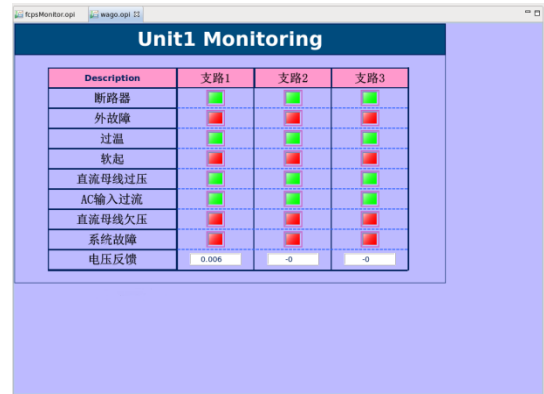 fcpsMonitor.opi wago.opi
Unit1 Monitoring
Description 支路1 支路2 支路3
断路器
外故障
过温
软起
直流母线过压
AC输入过流
直流母线欠压
系统故障
电压反馈 0.006 -0 -0